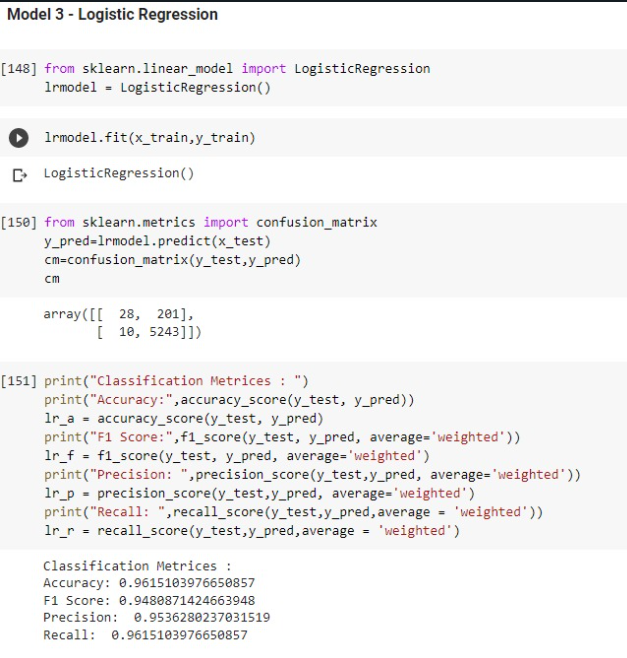 Model 3 - Logistic Regression
[148] from sklearn.linear_model import LogisticRegression
lrmodel = LogisticRegression()
lrmodel.fit(x_train,y_train)
LogisticRegression()
[150] from sklearn.metrics import confusion_matrix
y_pred=lrmodel.predict(x_test)
cm=confusion_matrix(y_test,y_pred)
cm
array([[ 28, 201],
[ 10, 5243]])
[151] print("Classification Metrices : ")
print("Accuracy:",accuracy_score(y_test, y_pred))
lr_a = accuracy_score(y_test, y_pred)
print("F1 Score:",f1_score(y_test, y_pred, average='weighted'))
lr_f = f1_score(y_test, y_pred, average='weighted')
print("Precision: ",precision_score(y_test,y_pred, average='weighted'))
lr_p = precision_score(y_test,y_pred, average='weighted')
print("Recall: ",recall_score(y_test,y_pred,average = 'weighted'))
lr_r = recall_score(y_test,y_pred,average = 'weighted')
Classification Metrices :
Accuracy: 0.9615103976650857
F1 Score: 0.9480871424663948
Precision:  0.9536280237031519
Recall:  0.9615103976650857